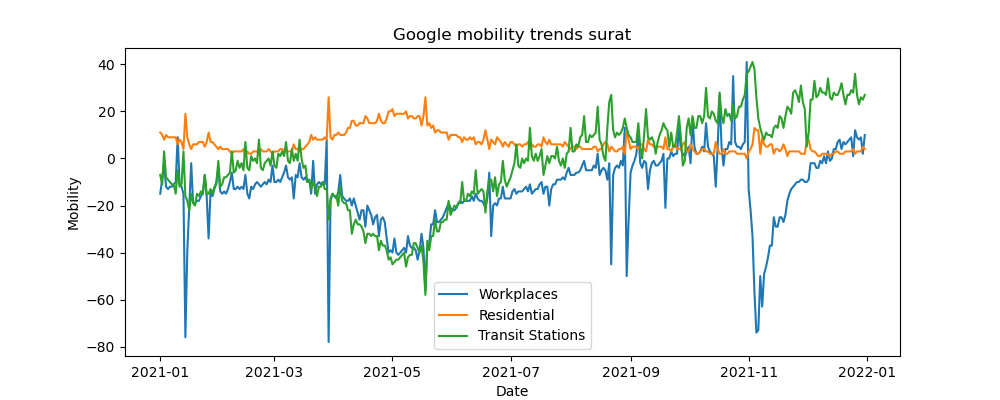 Google mobility trends surat
Mobility
40
20
0
−20
−40
−60
−80
Workplaces
Residential
Transit Stations
2021-01 2021-03 2021-05 2021-07 2021-09 2021-11 2022-01
Date